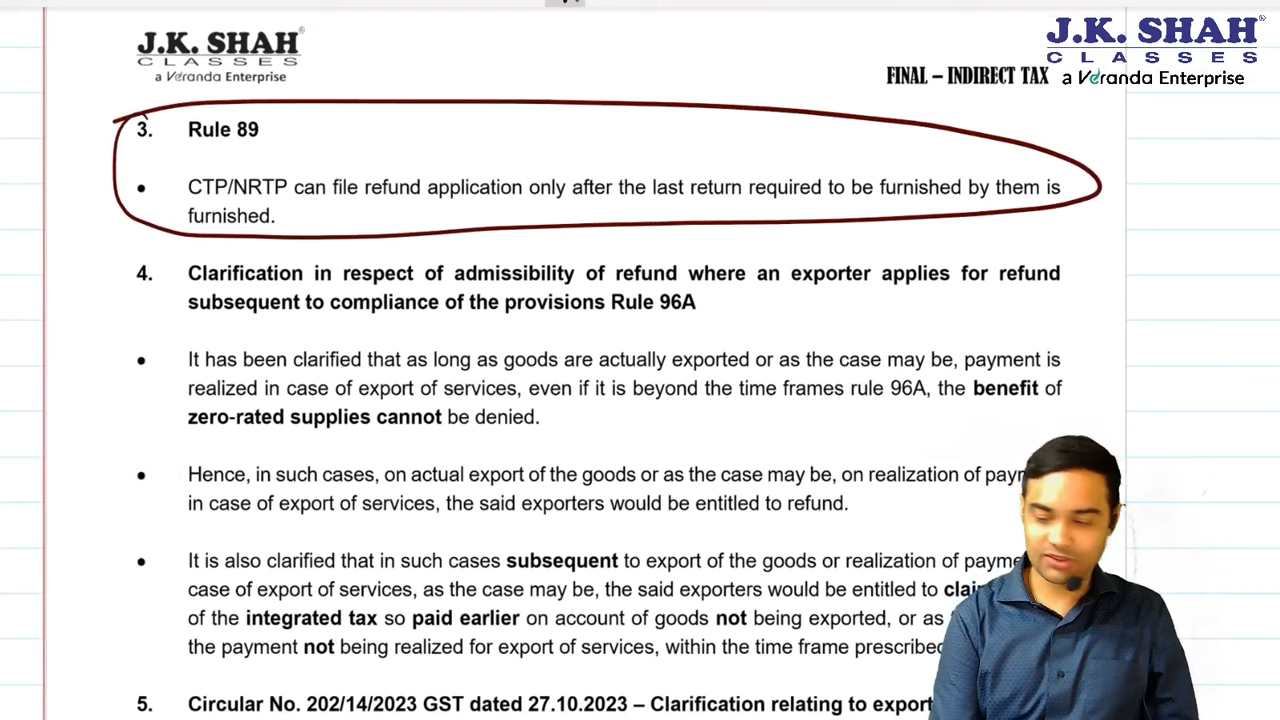 J.K. SHAH®
CLASSES
a Veranda Enterprise
J.K. SHAH®
CLASSES
FINAL – INDIRECT TAX
a Veranda Enterprise
3. Rule 89
• CTP/NRTP can file refund application only after the last return required to be furnished by them is
furnished.
4. Clarification in respect of admissibility of refund where an exporter applies for refund
subsequent to compliance of the provisions Rule 96A
• It has been clarified that as long as goods are actually exported or as the case may be, payment is
realized in case of export of services, even if it is beyond the time frames rule 96A, the benefit of
zero-rated supplies cannot be denied.
• Hence, in such cases, on actual export of the goods or as the case may be, on realization of
in case of export of services, the said exporters would be entitled to refund.
• It is also clarified that in such cases subsequent to export of the goods or realization of
case of export of services, as the case may be, the said exporters would be entitled to
of the integrated tax so paid earlier on account of goods not being exported, or as
the payment not being realized for export of services, within the time frame prescribed
5. Circular No. 202/14/2023 GST dated 27.10.2023 – Clarification relating to export